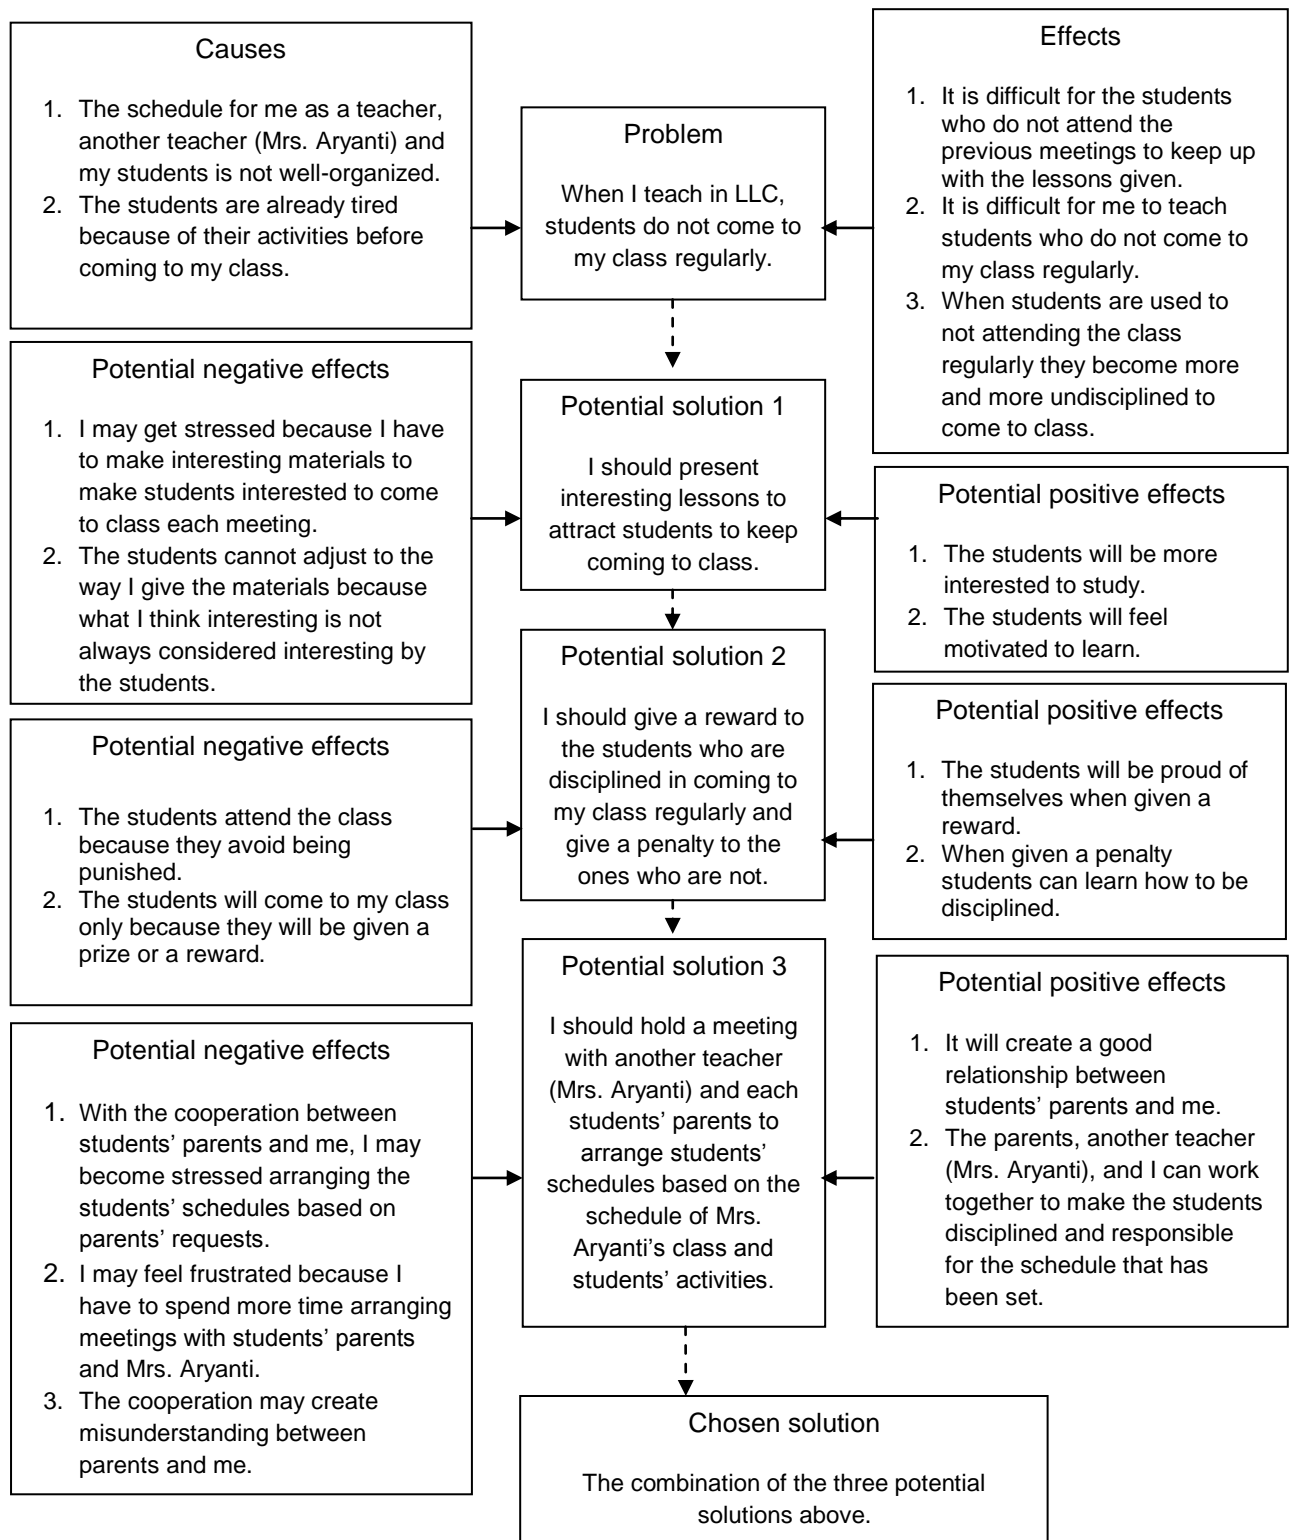 Causes
1. The schedule for me as a teacher,
another teacher (Mrs. Aryanti) and
my students is not well-organized.
2. The students are already tired
because of their activities before
coming to my class.
Problem
When I teach in LLC,
students do not come to
my class regularly.
Effects
1. It is difficult for the students
who do not attend the
previous meetings to keep up
with the lessons given.
2. It is difficult for me to teach
students who do not come to
my class regularly.
3. When students are used to
not attending the class
regularly they become more
and more undisciplined to
come to class.
Potential negative effects
1. I may get stressed because I have
to make interesting materials to
make students interested to come
to class each meeting.
2. The students cannot adjust to the
way I give the materials because
what I think interesting is not
always considered interesting by
the students.
Potential solution 1
I should present
interesting lessons to
attract students to keep
coming to class.
Potential positive effects
1. The students will be more
interested to study.
2. The students will feel
motivated to learn.
Potential negative effects
1. The students attend the class
because they avoid being
punished.
2. The students will come to my class
only because they will be given a
prize or a reward.
Potential solution 2
I should give a reward to
the students who are
disciplined in coming to
my class regularly and
give a penalty to the
ones who are not.
Potential positive effects
1. The students will be proud of
themselves when given a
reward.
2. When given a penalty
students can learn how to be
disciplined.
Potential negative effects
1. With the cooperation between
students’ parents and me, I may
become stressed arranging the
students’ schedules based on
parents’ requests.
2. I may feel frustrated because I
have to spend more time arranging
meetings with students’ parents
and Mrs. Aryanti.
3. The cooperation may create
misunderstanding between
parents and me.
Potential solution 3
I should hold a meeting
with another teacher
(Mrs. Aryanti) and each
students’ parents to
arrange students’
schedules based on the
schedule of Mrs.
Aryanti’s class and
students’ activities.
Potential positive effects
1. It will create a good
relationship between
students’ parents and me.
2. The parents, another teacher
(Mrs. Aryanti), and I can work
together to make the students
disciplined and responsible
for the schedule that has
been set.
Chosen solution
The combination of the three potential
solutions above.